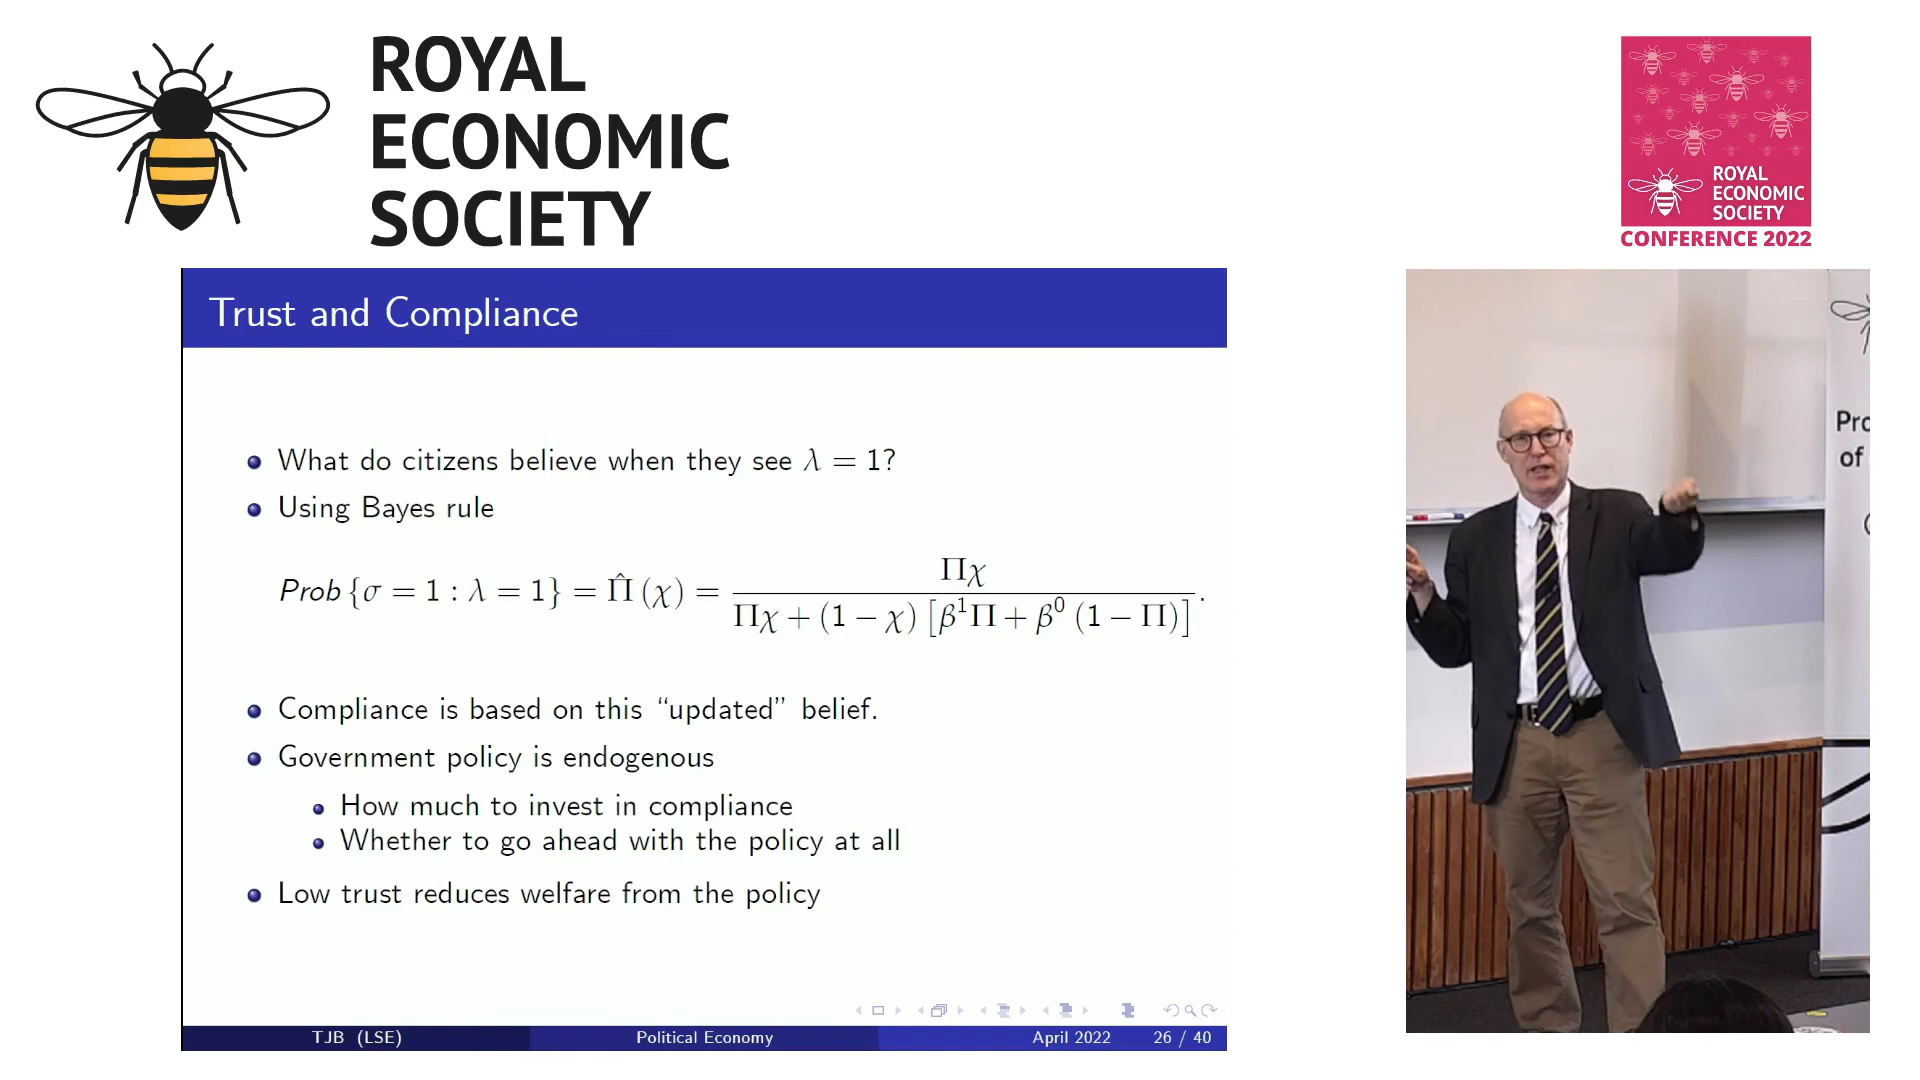 ROYAL
ECONOMIC
SOCIETY
ROYAL
ECONOMIC
SOCIETY
CONFERENCE 2022
Trust and Compliance
What do citizens believe when they see λ = 1?
Using Bayes rule
Prob {σ = 1 : λ = 1} = Π̂ (χ) = Πχ / Πχ + (1 − χ) [β¹Π + β⁰ (1 − Π)] .
Compliance is based on this “updated” belief.
Government policy is endogenous
How much to invest in compliance
Whether to go ahead with the policy at all
Low trust reduces welfare from the policy
TJB (LSE) Political Economy April 2022 26 / 40
of